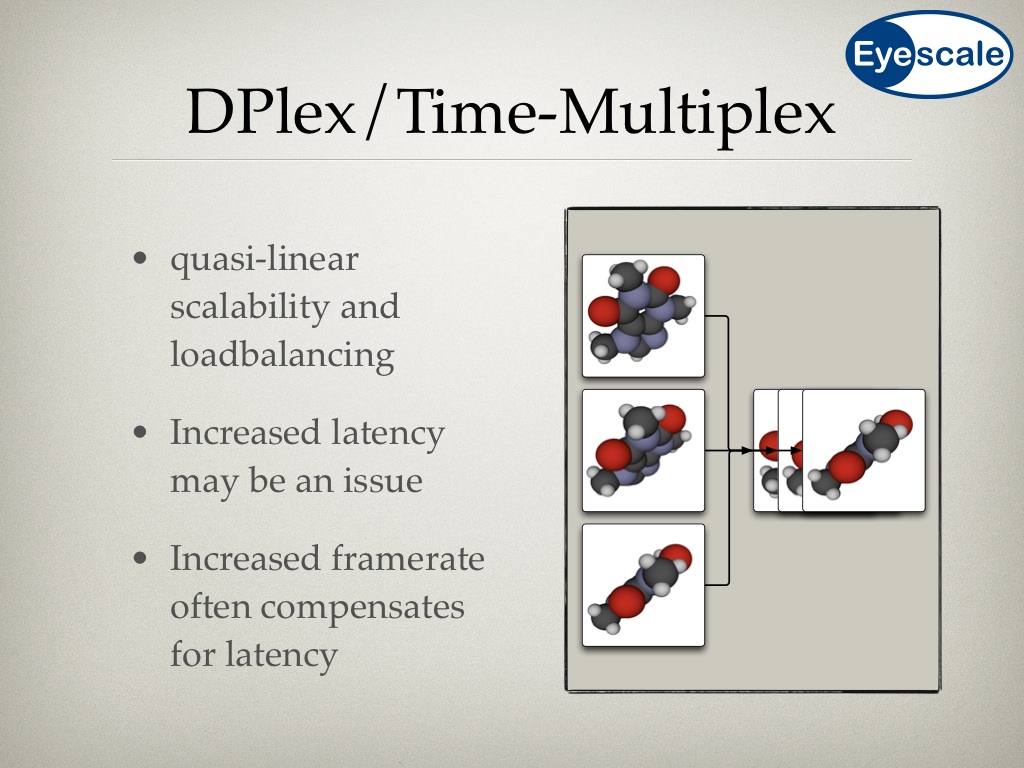 Eyescale
DPlex/Time-Multiplex
• quasi-linear
scalability and
loadbalancing
• Increased latency
may be an issue
• Increased framerate
often compensates
for latency